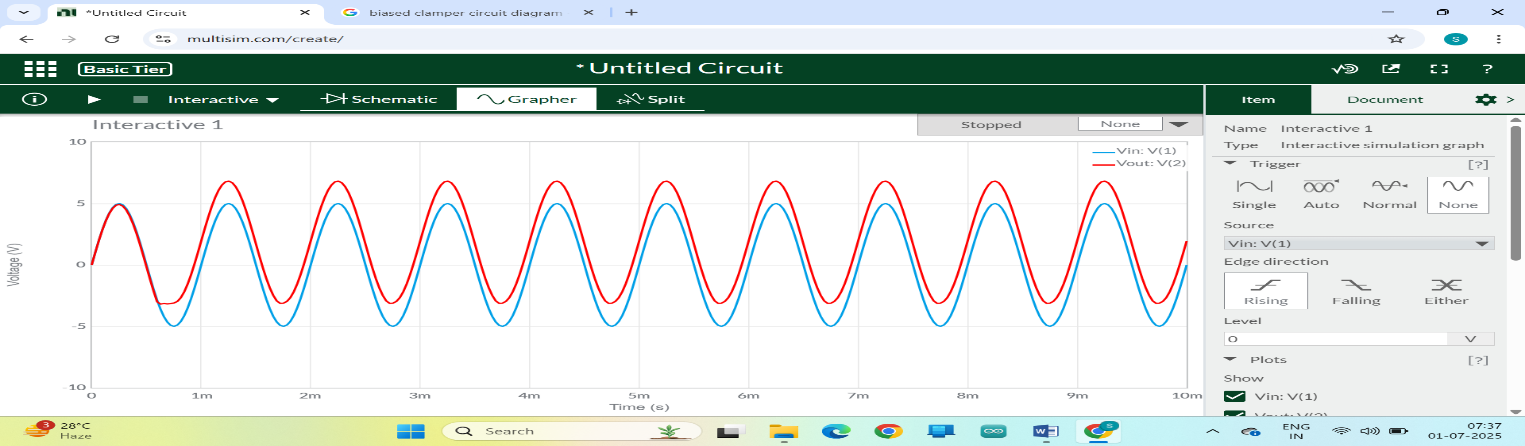 *Untitled Circuit
biased clamper circuit diagram
multisim.com/create/
S
Basic Tier
* Untitled Circuit
?
Interactive
Schematic
Grapher
Split
Item
Document
Interactive 1
Stopped
None
Name Interactive 1
Type Interactive simulation graph
Trigger [?]
Single Auto Normal None
Source
Vin: V(1)
Edge direction
Rising Falling Either
Level
0 V
Plots [?]
Show
Vin: V(1)
Vout: V(2)
Vin: V(1)
Vout: V(2)
10
5
0
-5
-10
Voltage (V)
0 1m 2m 3m 4m 5m 6m 7m 8m 9m 10m
Time (s)
3
28°C
Haze
Search
S
ENG
IN
07:37
01-07-2025